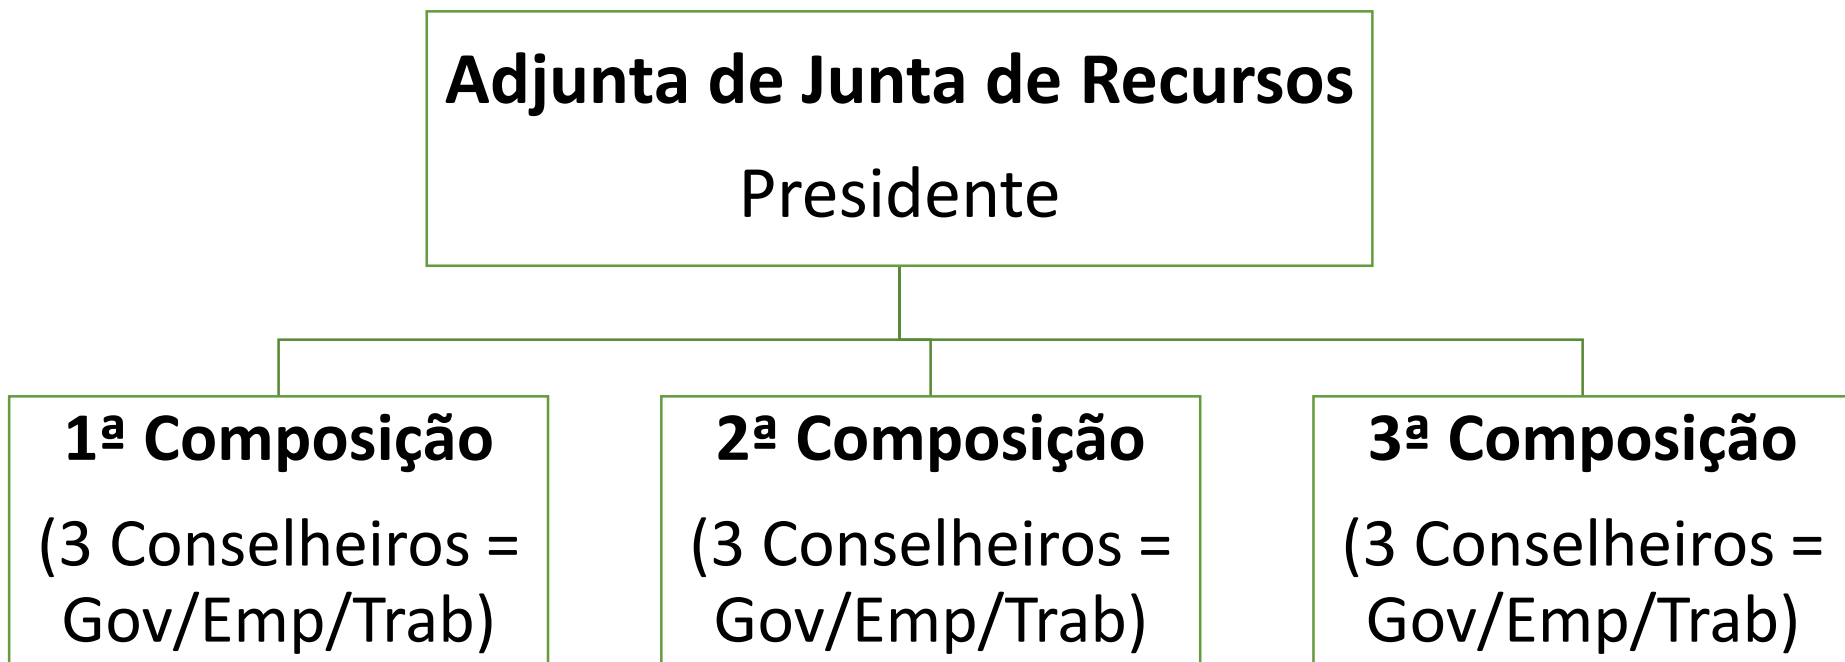 Adjunta de Junta de Recursos
Presidente
1ª Composição
(3 Conselheiros =
Gov/Emp/Trab)
2ª Composição
(3 Conselheiros =
Gov/Emp/Trab)
3ª Composição
(3 Conselheiros =
Gov/Emp/Trab)